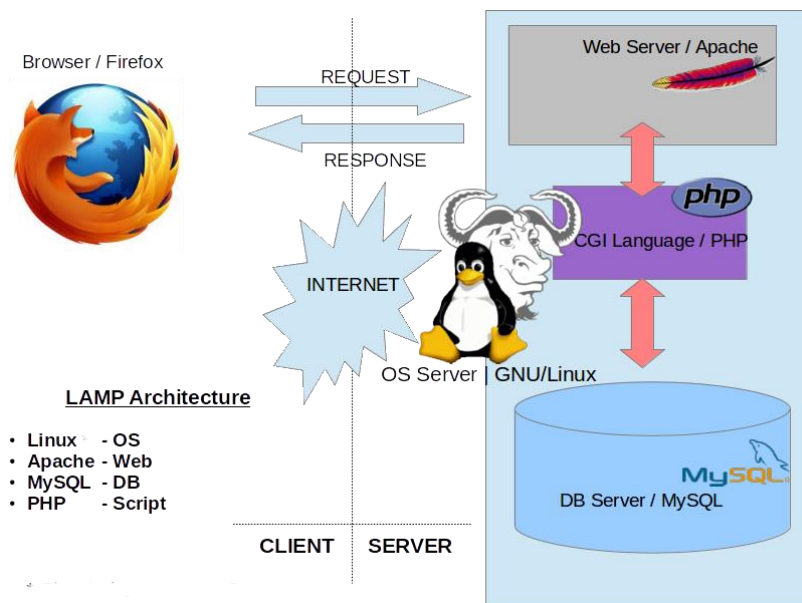 Browser / Firefox
REQUEST
RESPONSE
Web Server / Apache
php
CGI Language / PHP
INTERNET
OS Server | GNU/Linux
MySQL
DB Server / MySQL
LAMP Architecture
• Linux - OS
• Apache - Web
• MySQL - DB
• PHP - Script
CLIENT
SERVER